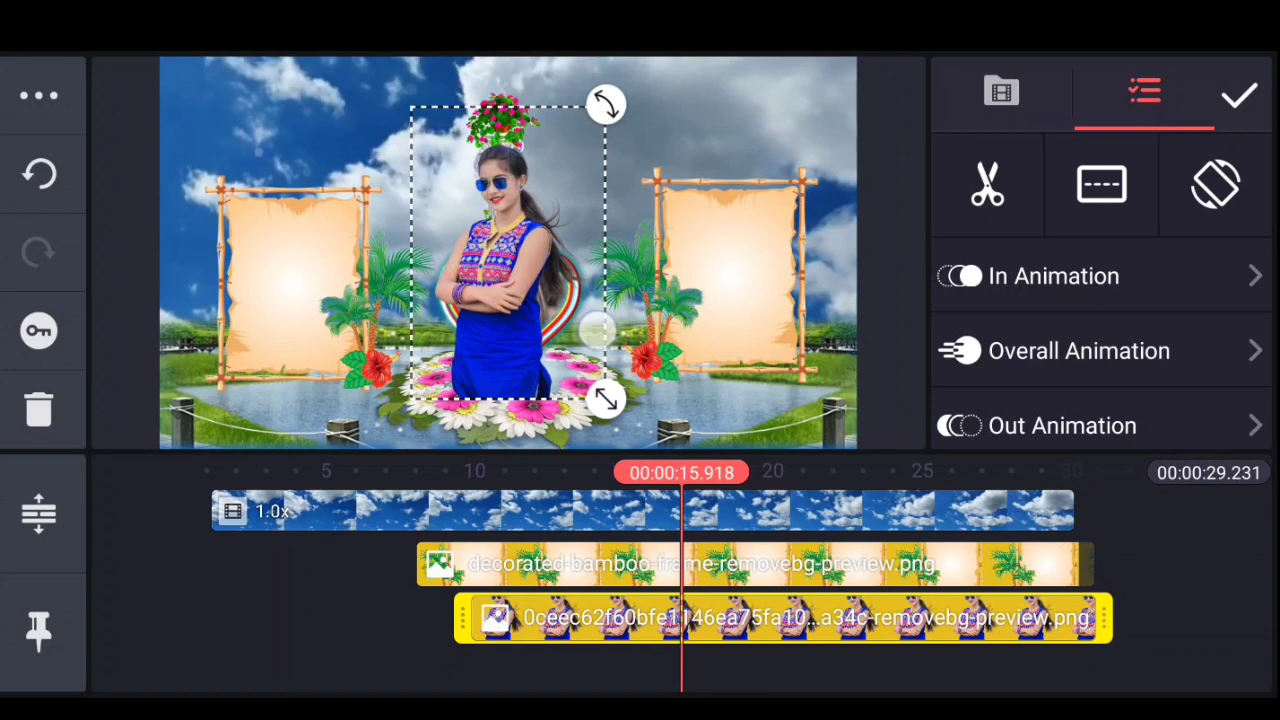 In Animation
Overall Animation
Out Animation
5
10
00:00:15.918
20
25
30
00:00:29.231
1.0x
decorated-bamboo-frame-removebg-preview.png
0ceec62f60bfe1146ea75fa10...a34c-removebg-preview.png